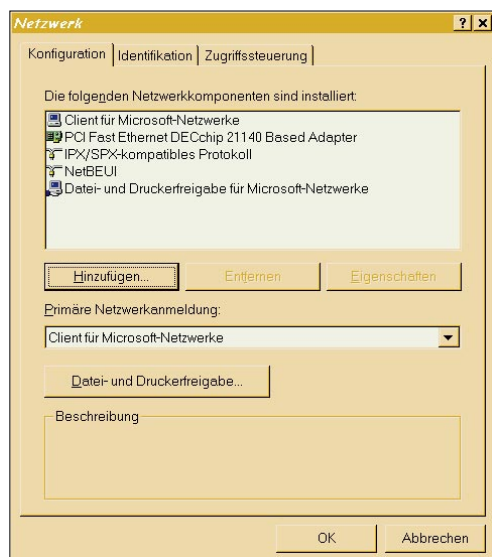 Netzwerk
Konfiguration
Identifikation
Zugriffssteuerung
Die folgenden Netzwerkkomponenten sind installiert:
Client für Microsoft-Netzwerke
PCI Fast Ethernet DECchip 21140 Based Adapter
IPX/SPX-kompatibles Protokoll
NetBEUI
Datei- und Druckerfreigabe für Microsoft-Netzwerke
Hinzufügen...
Entfernen
Eigenschaften
Primäre Netzwerkanmeldung:
Client für Microsoft-Netzwerke
Datei- und Druckerfreigabe...
Beschreibung
OK
Abbrechen